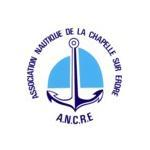 ASSOCIATION NAUTIQUE DE LA CHAPELLE SUR ERDRE
A.N.C.R.E